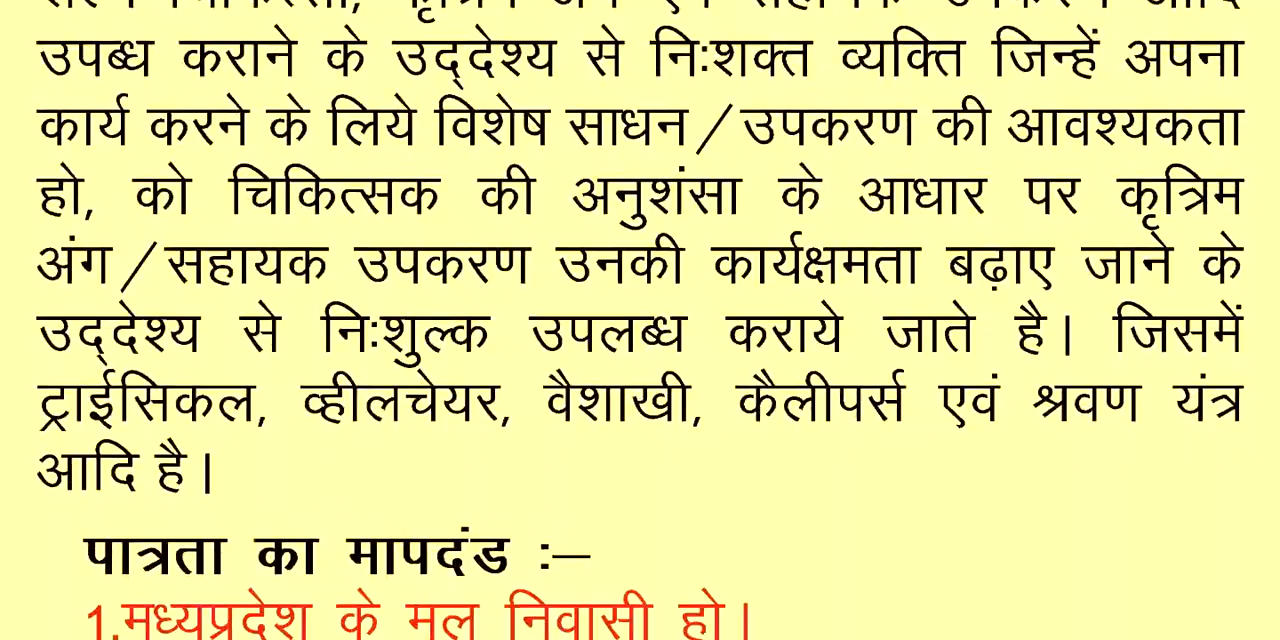 उपब्ध कराने के उद्‌देश्य से निःशक्त व्यक्ति जिन्हें अपना
कार्य करने के लिये विशेष साधन/उपकरण की आवश्यकता
हो, को चिकित्सक की अनुशंसा के आधार पर कृत्रिम
अंग/सहायक उपकरण उनकी कार्यक्षमता बढ़ाए जाने के
उद्‌देश्य से निःशुल्क उपलब्ध कराये जाते है। जिसमें
ट्राईसिकल, व्हीलचेयर, वैशाखी, कैलीपर्स एवं श्रवण यंत्र
आदि है।
पात्रता का मापदंड :–
1.मध्यप्रदेश के मूल निवासी हो।